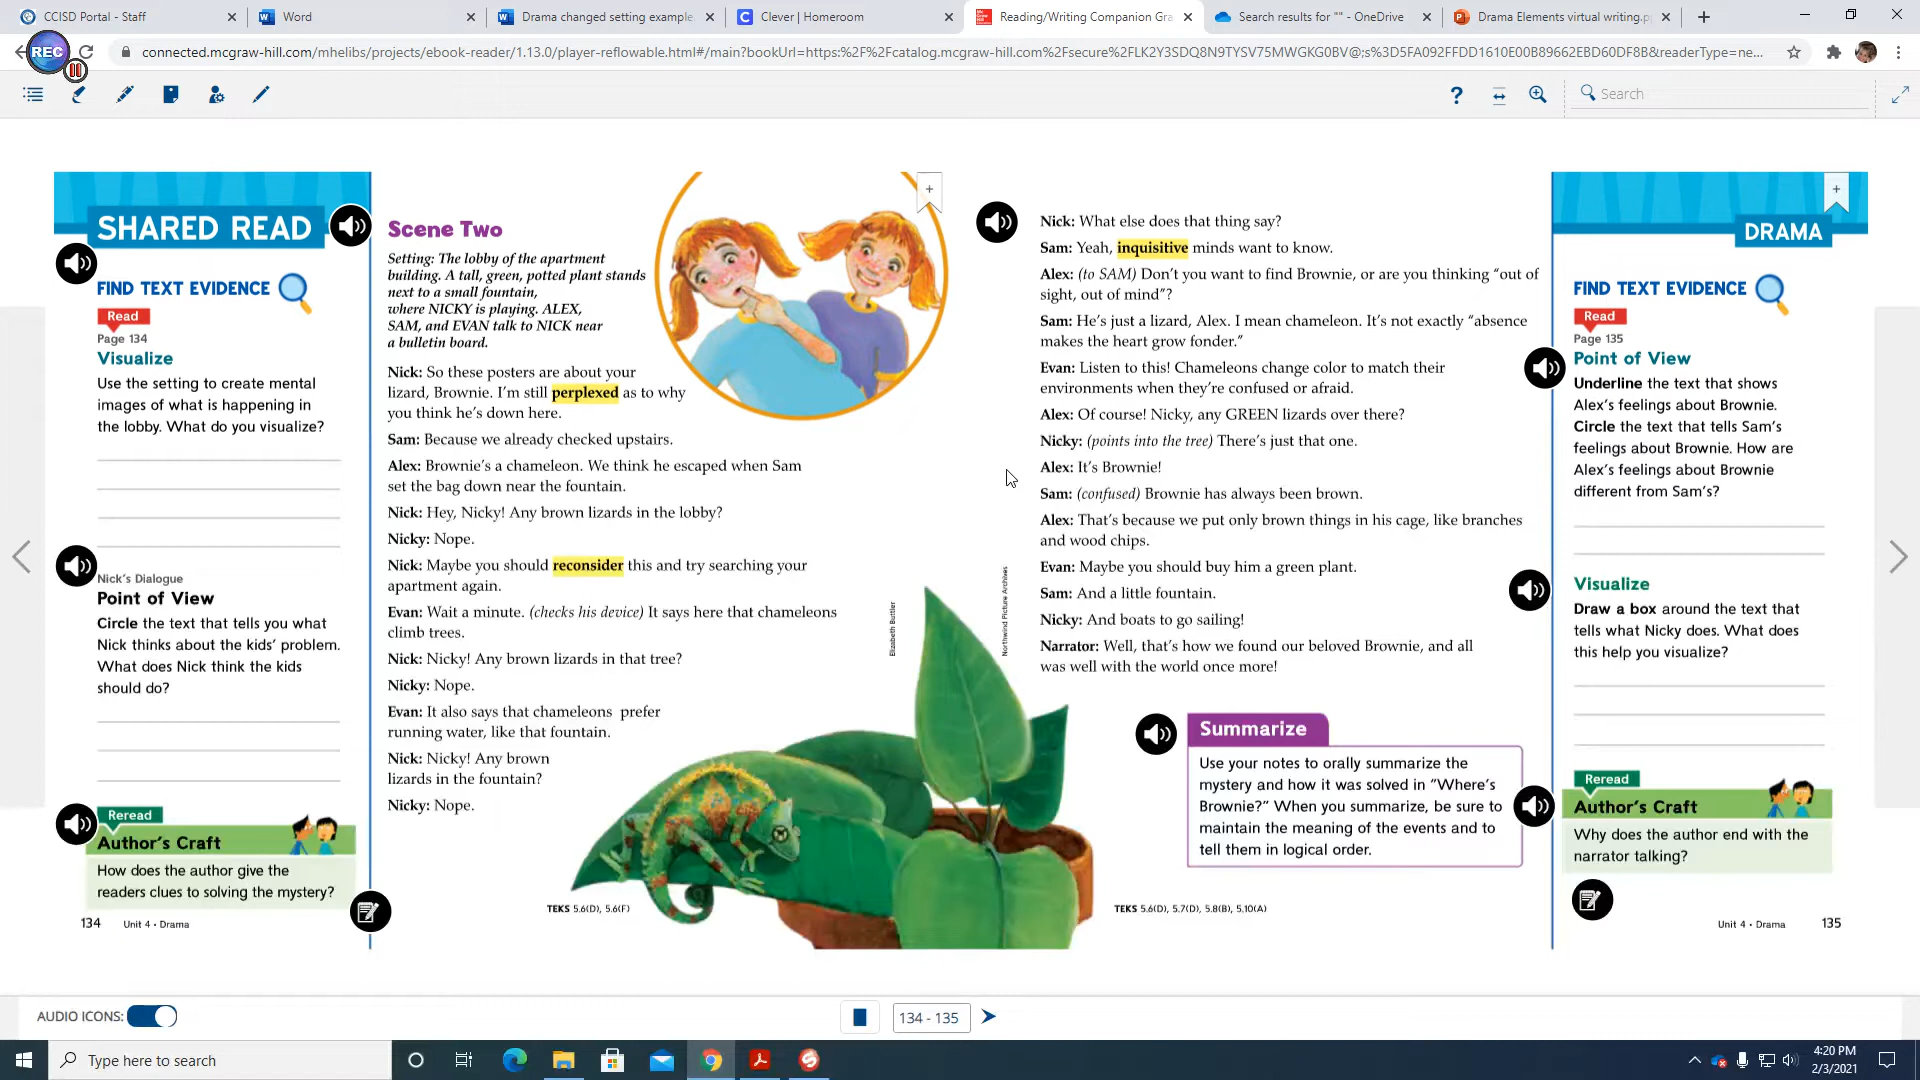 CCISD Portal - Staff
Word
Drama changed setting example
Clever | Homeroom
Reading/Writing Companion Gra
Search results for "" - OneDrive
Drama Elements virtual writing.p
REC
connected.mcgraw-hill.com/mhelibs/projects/ebook-reader/1.13.0/player-reflowable.html#/main?bookUrl=https:%2F%2Fcatalog.mcgraw-hill.com%2Fsecure%2FLK2Y3SDQ8N9TYSV75MWGKG0BV@;s%3D5FA092FFDD1610E00B89662EBD60DF8B&readerType=ne...
Search
SHARED READ
FIND TEXT EVIDENCE
Read
Page 134
Visualize
Use the setting to create mental
images of what is happening in
the lobby. What do you visualize?
Nick's Dialogue
Point of View
Circle the text that tells you what
Nick thinks about the kids' problem.
What does Nick think the kids
should do?
Reread
Author's Craft
How does the author give the
readers clues to solving the mystery?
134 Unit 4 • Drama
Scene Two
Setting: The lobby of the apartment
building. A tall, green, potted plant stands
next to a small fountain,
where NICKY is playing. ALEX,
SAM, and EVAN talk to NICK near
a bulletin board.
Nick: So these posters are about your
lizard, Brownie. I'm still perplexed as to why
you think he's down here.
Sam: Because we already checked upstairs.
Alex: Brownie's a chameleon. We think he escaped when Sam
set the bag down near the fountain.
Nick: Hey, Nicky! Any brown lizards in the lobby?
Nicky: Nope.
Nick: Maybe you should reconsider this and try searching your
apartment again.
Evan: Wait a minute. (checks his device) It says here that chameleons
climb trees.
Nick: Nicky! Any brown lizards in that tree?
Nicky: Nope.
Evan: It also says that chameleons prefer
running water, like that fountain.
Nick: Nicky! Any brown
lizards in the fountain?
Nicky: Nope.
Elizabeth Buttler
TEKS 5.6(D), 5.6(F)
Northwind Picture Archives
Nick: What else does that thing say?
Sam: Yeah, inquisitive minds want to know.
Alex: (to SAM) Don't you want to find Brownie, or are you thinking "out of
sight, out of mind"?
Sam: He's just a lizard, Alex. I mean chameleon. It's not exactly "absence
makes the heart grow fonder."
Evan: Listen to this! Chameleons change color to match their
environments when they're confused or afraid.
Alex: Of course! Nicky, any GREEN lizards over there?
Nicky: (points into the tree) There's just that one.
Alex: It's Brownie!
Sam: (confused) Brownie has always been brown.
Alex: That's because we put only brown things in his cage, like branches
and wood chips.
Evan: Maybe you should buy him a green plant.
Sam: And a little fountain.
Nicky: And boats to go sailing!
Narrator: Well, that's how we found our beloved Brownie, and all
was well with the world once more!
Summarize
Use your notes to orally summarize the
mystery and how it was solved in "Where's
Brownie?" When you summarize, be sure to
maintain the meaning of the events and to
tell them in logical order.
TEKS 5.6(D), 5.7(D), 5.8(B), 5.10(A)
DRAMA
FIND TEXT EVIDENCE
Read
Page 135
Point of View
Underline the text that shows
Alex's feelings about Brownie.
Circle the text that tells Sam's
feelings about Brownie. How are
Alex's feelings about Brownie
different from Sam's?
Visualize
Draw a box around the text that
tells what Nicky does. What does
this help you visualize?
Reread
Author's Craft
Why does the author end with the
narrator talking?
Unit 4 • Drama 135
AUDIO ICONS:
134 - 135
Type here to search
4:20 PM
2/3/2021